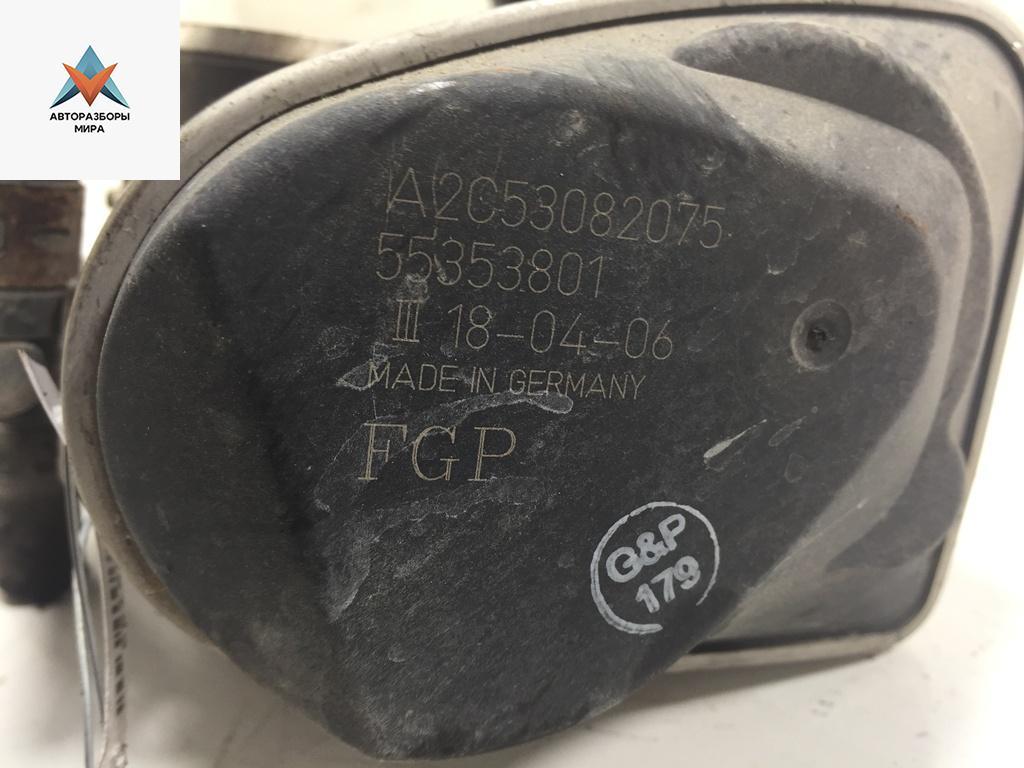 АВТОРАЗБОРЫ
МИРА
A2C53082075
55353801
III 18-04-06
MADE IN GERMANY
FGP
G&P
179